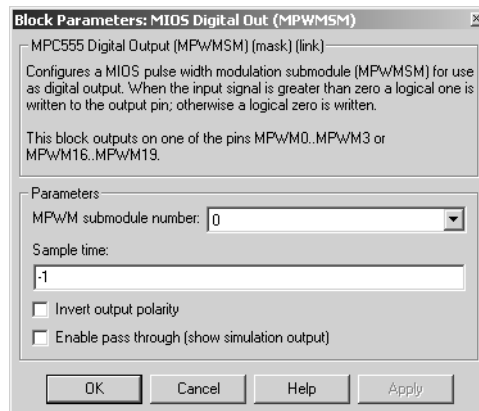 Block Parameters: MIOS Digital Out (MPWMSM)
MPC555 Digital Output (MPWMSM) (mask) (link)
Configures a MIOS pulse width modulation submodule (MPWMSM) for use
as digital output. When the input signal is greater than zero a logical one is
written to the output pin; otherwise a logical zero is written.
This block outputs on one of the pins MPWM0..MPWM3 or
MPWM16..MPWM19.
Parameters
MPWM submodule number: 0
Sample time:
-1
Invert output polarity
Enable pass through (show simulation output)
OK Cancel Help Apply